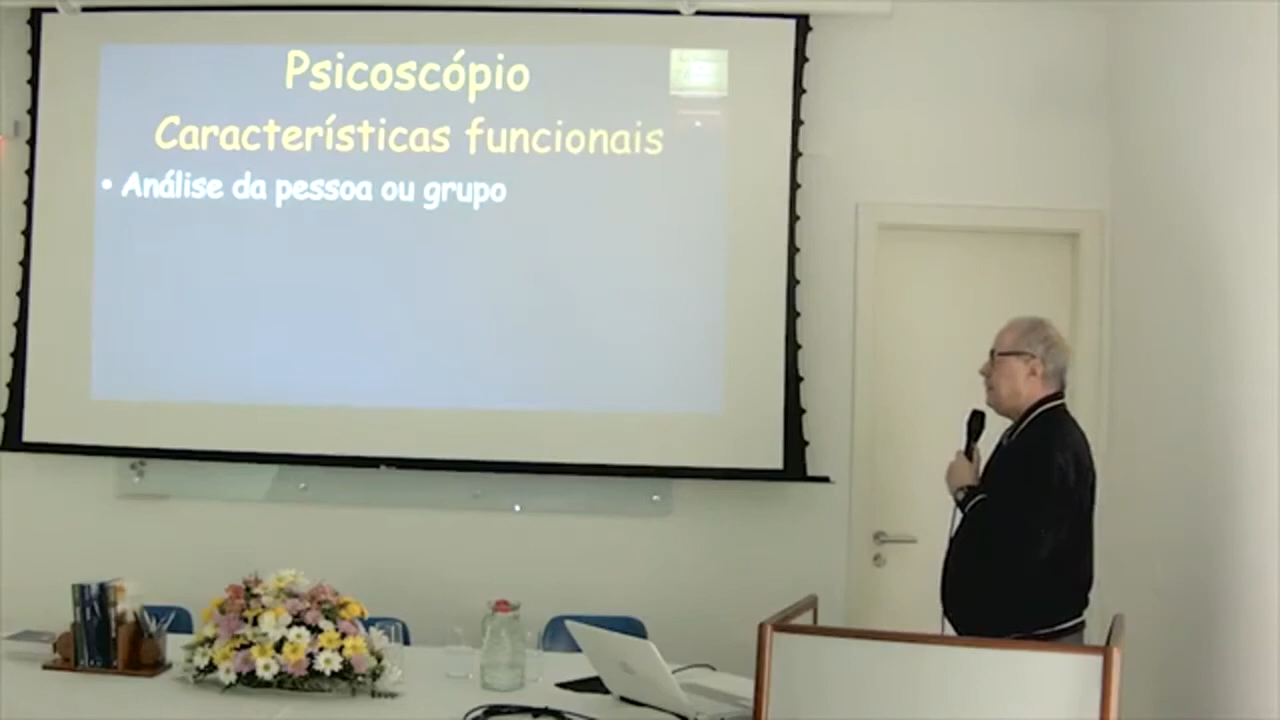 Psicoscópio
Características funcionais
• Análise da pessoa ou grupo